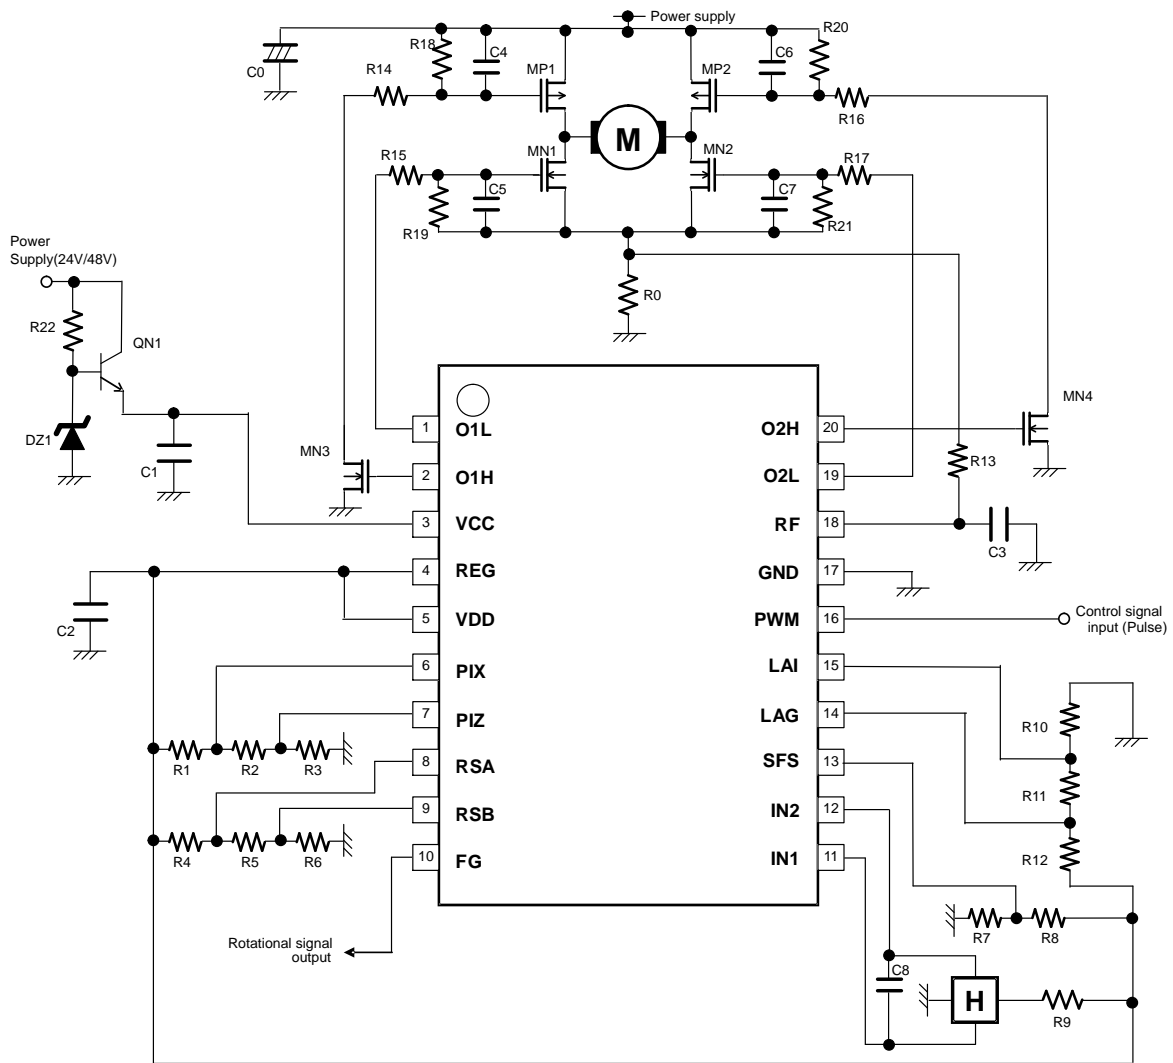 Power supply
R20
R18
C4
C6
C0
MP1
MP2
R14
R16
M
MN1
MN2
R15
R17
C5
C7
R19
R21
Power
Supply(24V/48V)
R0
R22
QN1
MN4
DZ1
C1
MN3
R13
C3
1 O1L
O2H 20
2 O1H
O2L 19
3 VCC
RF 18
4 REG
GND 17
5 VDD
PWM 16
Control signal
input (Pulse)
C2
6 PIX
LAI 15
7 PIZ
LAG 14
R10
R1
R2
R3
8 RSA
SFS 13
R11
9 RSB
IN2 12
R4
R5
R6
10 FG
IN1 11
R12
R7
R8
Rotational signal
output
C8
H
R9